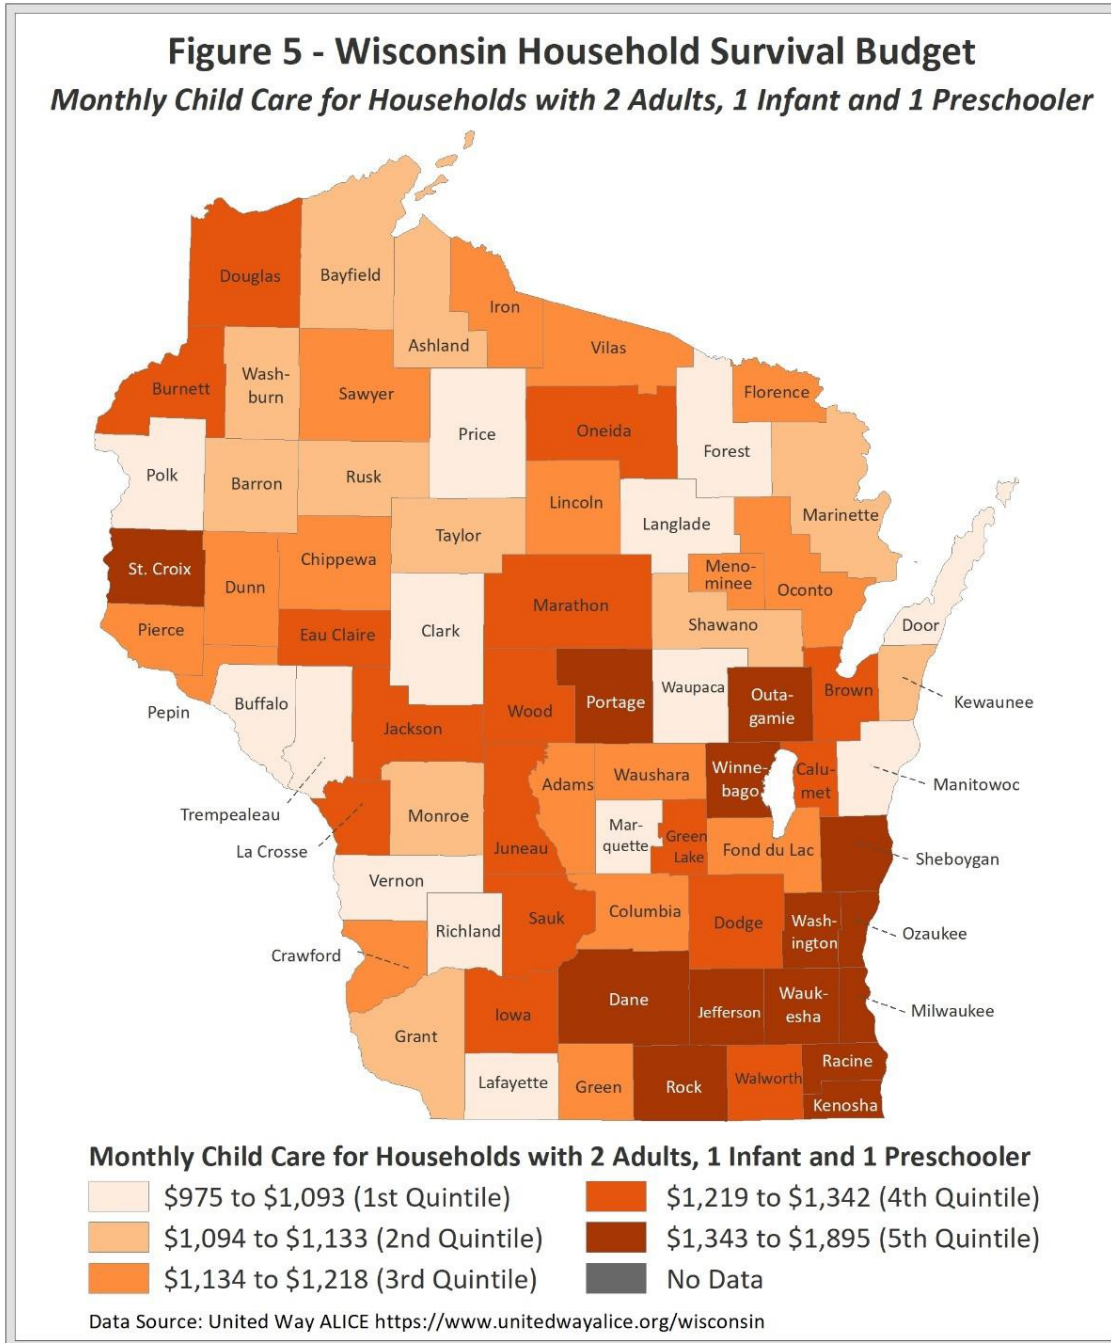 Figure 5 - Wisconsin Household Survival Budget
Monthly Child Care for Households with 2 Adults, 1 Infant and 1 Preschooler
Douglas
Bayfield
Iron
Ashland
Vilas
Burnett
Wash-
burn
Sawyer
Florence
Price
Oneida
Forest
Polk
Barron
Rusk
Lincoln
Langlade
Marinette
Taylor
St. Croix
Dunn
Chippewa
Meno-
minee
Oconto
Marathon
Pierce
Eau Claire
Clark
Shawano
Door
Pepin
Buffalo
Jackson
Wood
Portage
Waupaca
Outa-
gamie
Brown
Kewaunee
Trempealeau
La Crosse
Monroe
Juneau
Adams
Waushara
Winne-
bago
Calu-
met
Manitowoc
Mar-
quette
Green
Lake
Fond du Lac
Sheboygan
Vernon
Richland
Sauk
Columbia
Dodge
Wash-
ington
Ozaukee
Crawford
Grant
Iowa
Dane
Jefferson
Wauk-
esha
Milwaukee
Lafayette
Green
Rock
Walworth
Racine
Kenosha
Monthly Child Care for Households with 2 Adults, 1 Infant and 1 Preschooler
$975 to $1,093 (1st Quintile)
$1,094 to $1,133 (2nd Quintile)
$1,134 to $1,218 (3rd Quintile)
$1,219 to $1,342 (4th Quintile)
$1,343 to $1,895 (5th Quintile)
No Data
Data Source: United Way ALICE https://www.unitedwayalice.org/wisconsin